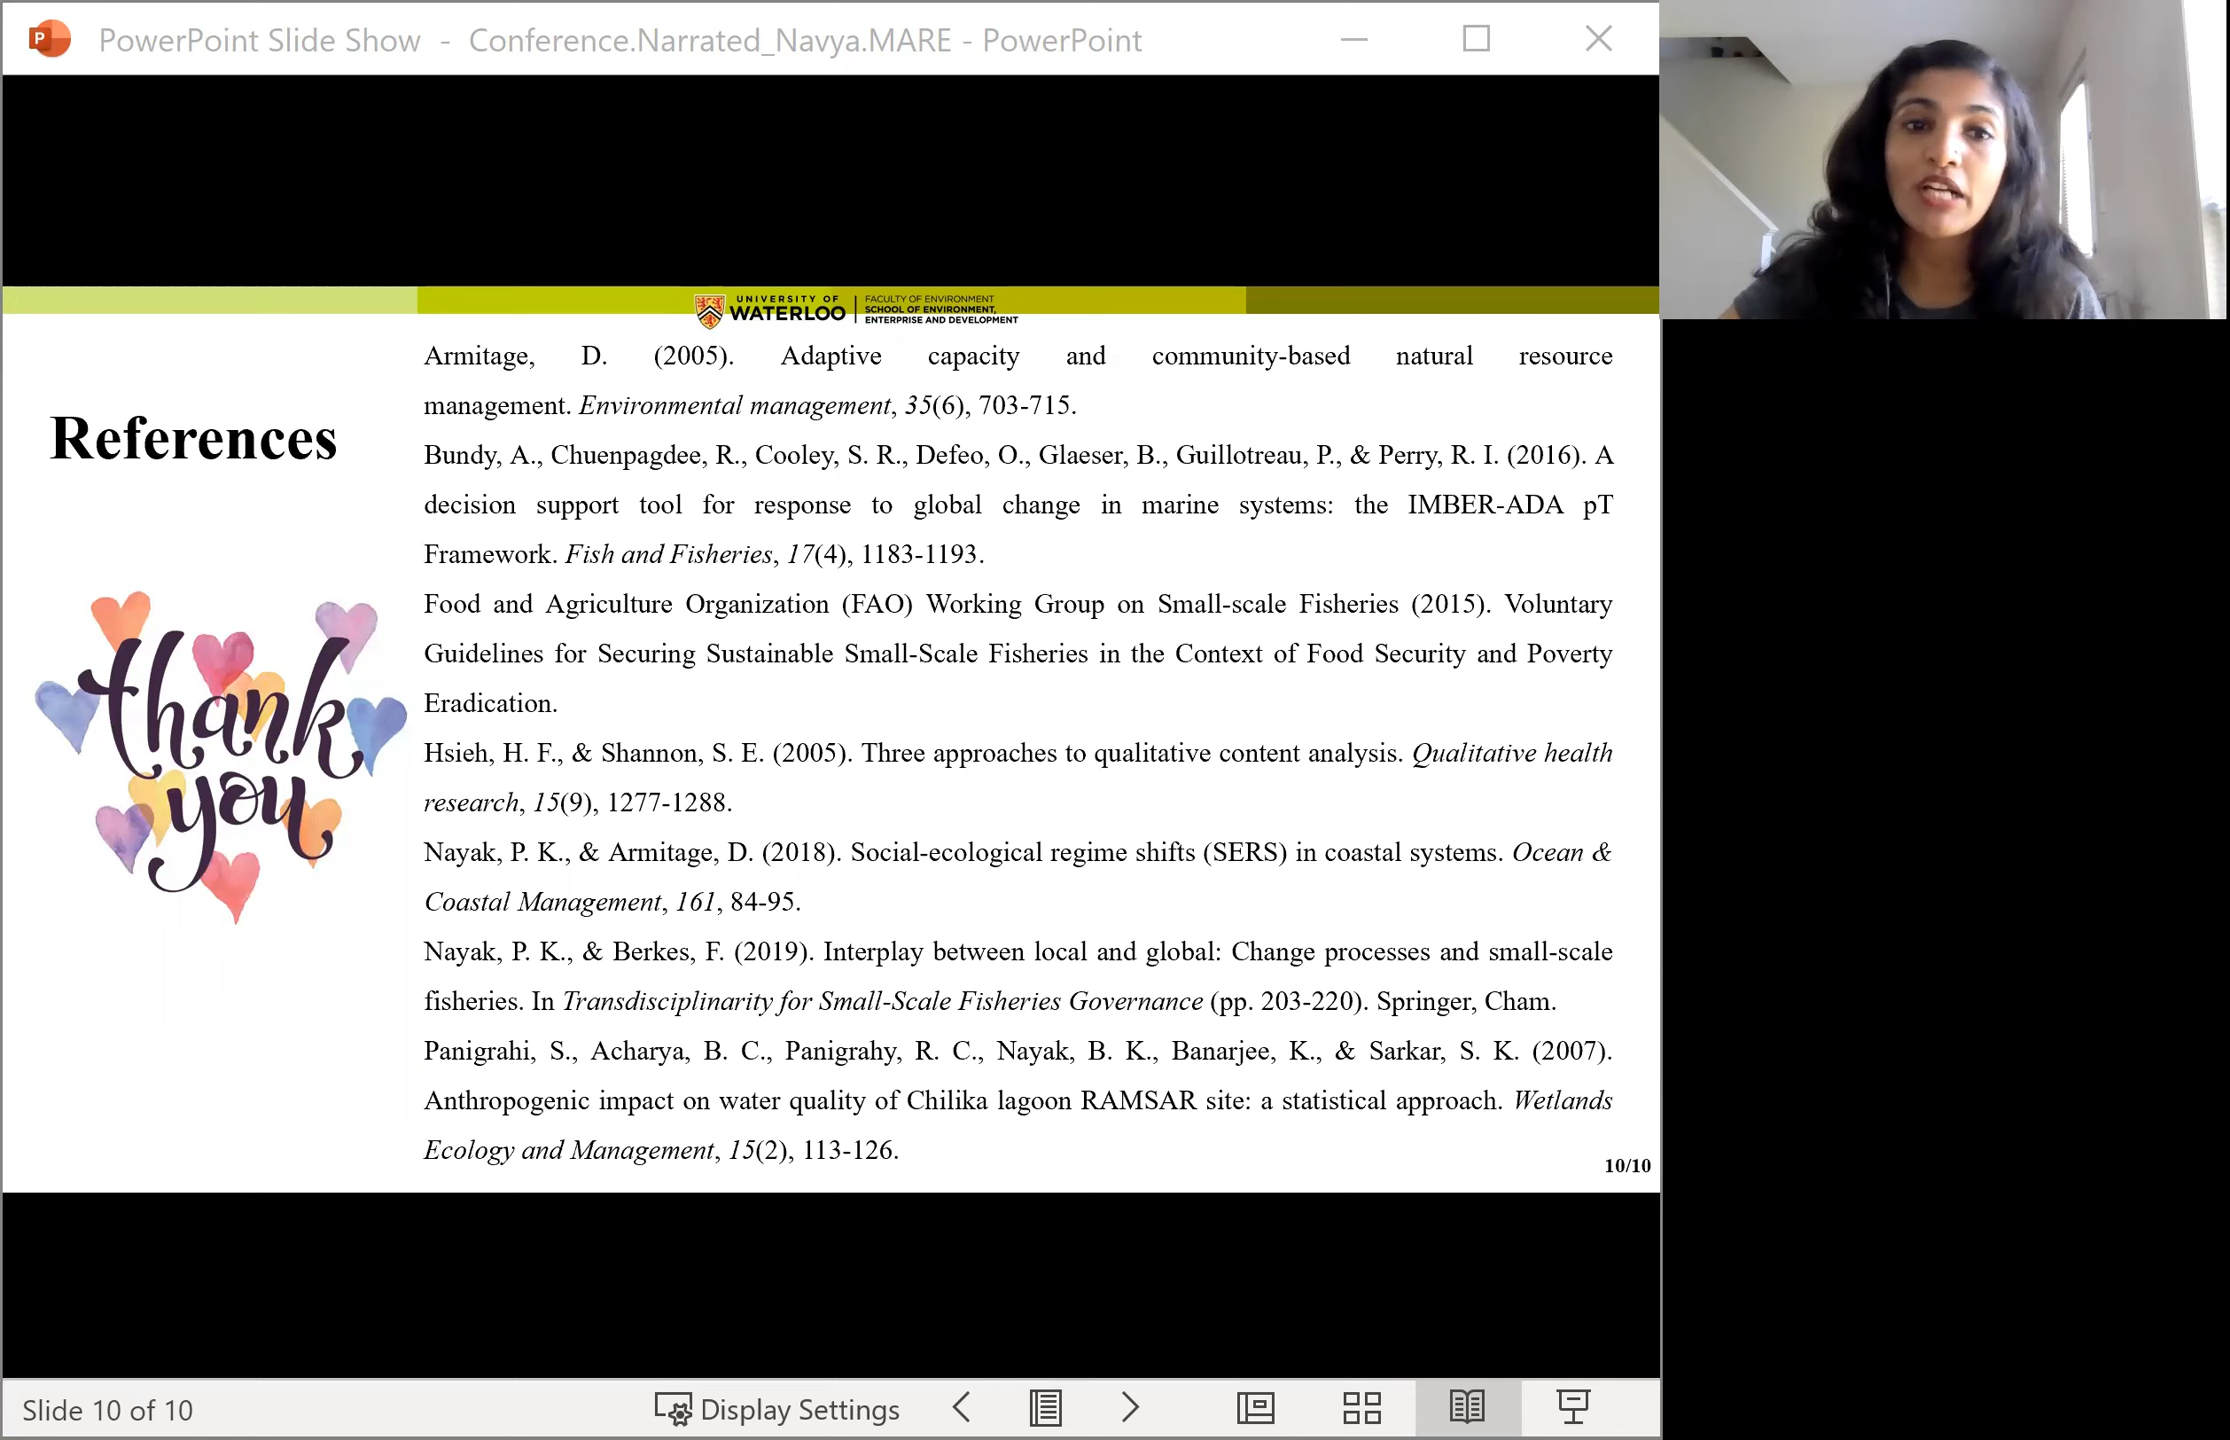 PowerPoint Slide Show - Conference.Narrated_Navya.MARE - PowerPoint
UNIVERSITY OF
WATERLOO
FACULTY OF ENVIRONMENT
SCHOOL OF ENVIRONMENT,
ENTERPRISE AND DEVELOPMENT
References
thank
you
Armitage, D. (2005). Adaptive capacity and community-based natural resource
management. Environmental management, 35(6), 703-715.
Bundy, A., Chuenpagdee, R., Cooley, S. R., Defeo, O., Glaeser, B., Guillotreau, P., & Perry, R. I. (2016). A
decision support tool for response to global change in marine systems: the IMBER-ADA pT
Framework. Fish and Fisheries, 17(4), 1183-1193.
Food and Agriculture Organization (FAO) Working Group on Small-scale Fisheries (2015). Voluntary
Guidelines for Securing Sustainable Small-Scale Fisheries in the Context of Food Security and Poverty
Eradication.
Hsieh, H. F., & Shannon, S. E. (2005). Three approaches to qualitative content analysis. Qualitative health
research, 15(9), 1277-1288.
Nayak, P. K., & Armitage, D. (2018). Social-ecological regime shifts (SERS) in coastal systems. Ocean &
Coastal Management, 161, 84-95.
Nayak, P. K., & Berkes, F. (2019). Interplay between local and global: Change processes and small-scale
fisheries. In Transdisciplinarity for Small-Scale Fisheries Governance (pp. 203-220). Springer, Cham.
Panigrahi, S., Acharya, B. C., Panigrahy, R. C., Nayak, B. K., Banarjee, K., & Sarkar, S. K. (2007).
Anthropogenic impact on water quality of Chilika lagoon RAMSAR site: a statistical approach. Wetlands
Ecology and Management, 15(2), 113-126.
10/10
Slide 10 of 10
Display Settings